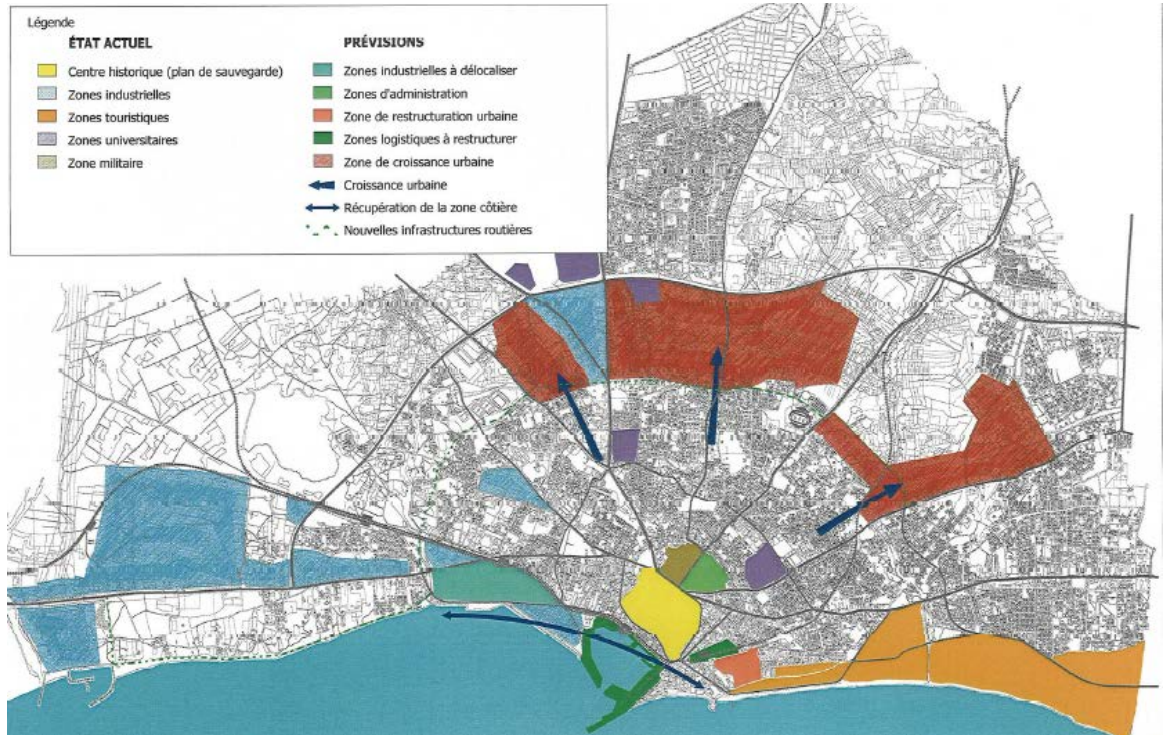 Légende
ÉTAT ACTUEL
Centre historique (plan de sauvegarde)
Zones industrielles
Zones touristiques
Zones universitaires
Zone militaire
PRÉVISIONS
Zones industrielles à délocaliser
Zones d'administration
Zone de restructuration urbaine
Zones logistiques à restructurer
Zone de croissance urbaine
Croissance urbaine
Récupération de la zone côtière
Nouvelles infrastructures routières